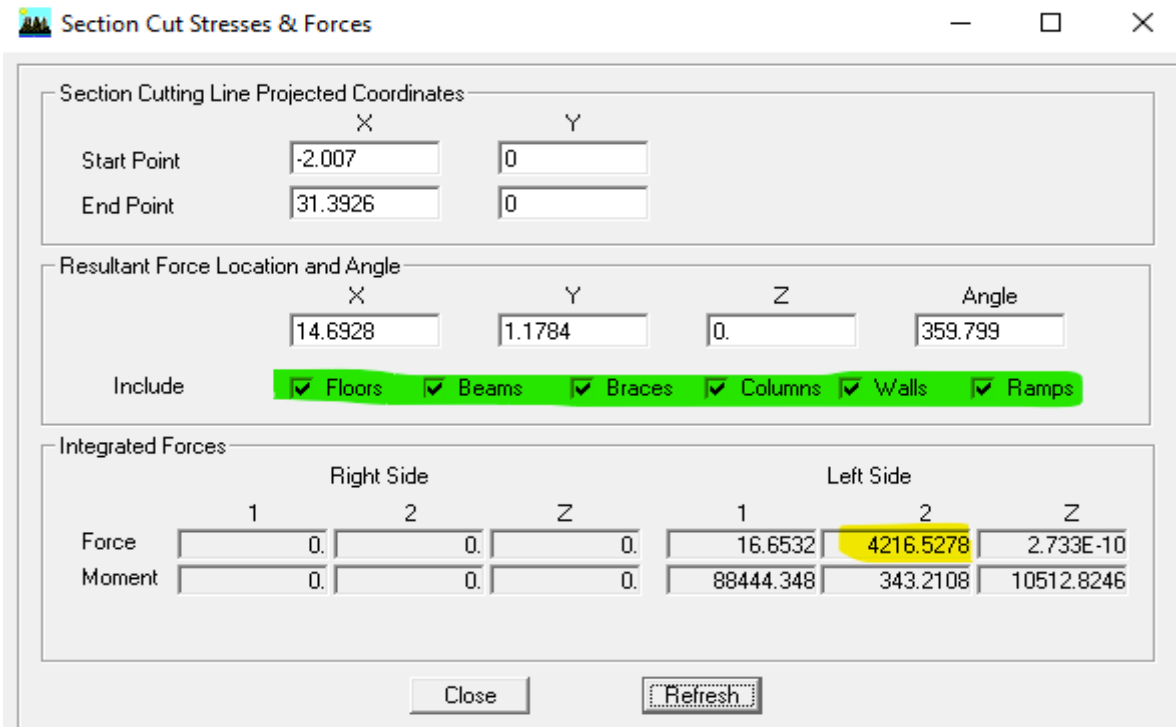 Section Cut Stresses & Forces
Section Cutting Line Projected Coordinates
X Y
Start Point -2.007 0
End Point 31.3926 0
Resultant Force Location and Angle
X Y Z Angle
14.6928 1.1784 0. 359.799
Include Floors Beams Braces Columns Walls Ramps
Integrated Forces
Right Side Left Side
1 2 Z 1 2 Z
Force 0. 0. 0. 16.6532 4216.5278 2.733E-10
Moment 0. 0. 0. 88444.348 343.2108 10512.8246
Close Refresh